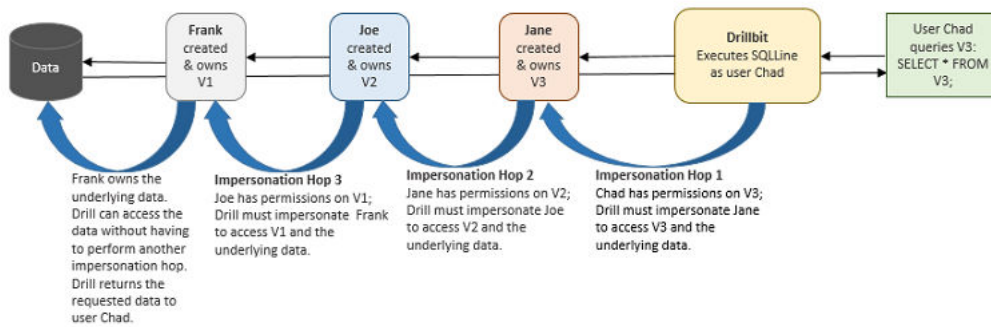 Data
Frank
created
& owns
V1
Joe
created
& owns
V2
Jane
created
& owns
V3
Drillbit
Executes SQLLine
as user Chad
User Chad
queries V3:
SELECT * FROM
V3;
Frank owns the
underlying data.
Drill can access the
data without having
to perform another
impersonation hop.
Drill returns the
requested data to
user Chad.
Impersonation Hop 3
Joe has permissions on V1;
Drill must impersonate Frank
to access V1 and the
underlying data.
Impersonation Hop 2
Jane has permissions on V2;
Drill must impersonate Joe
to access V2 and the
underlying data.
Impersonation Hop 1
Chad has permissions on V3;
Drill must impersonate Jane
to access V3 and the
underlying data.